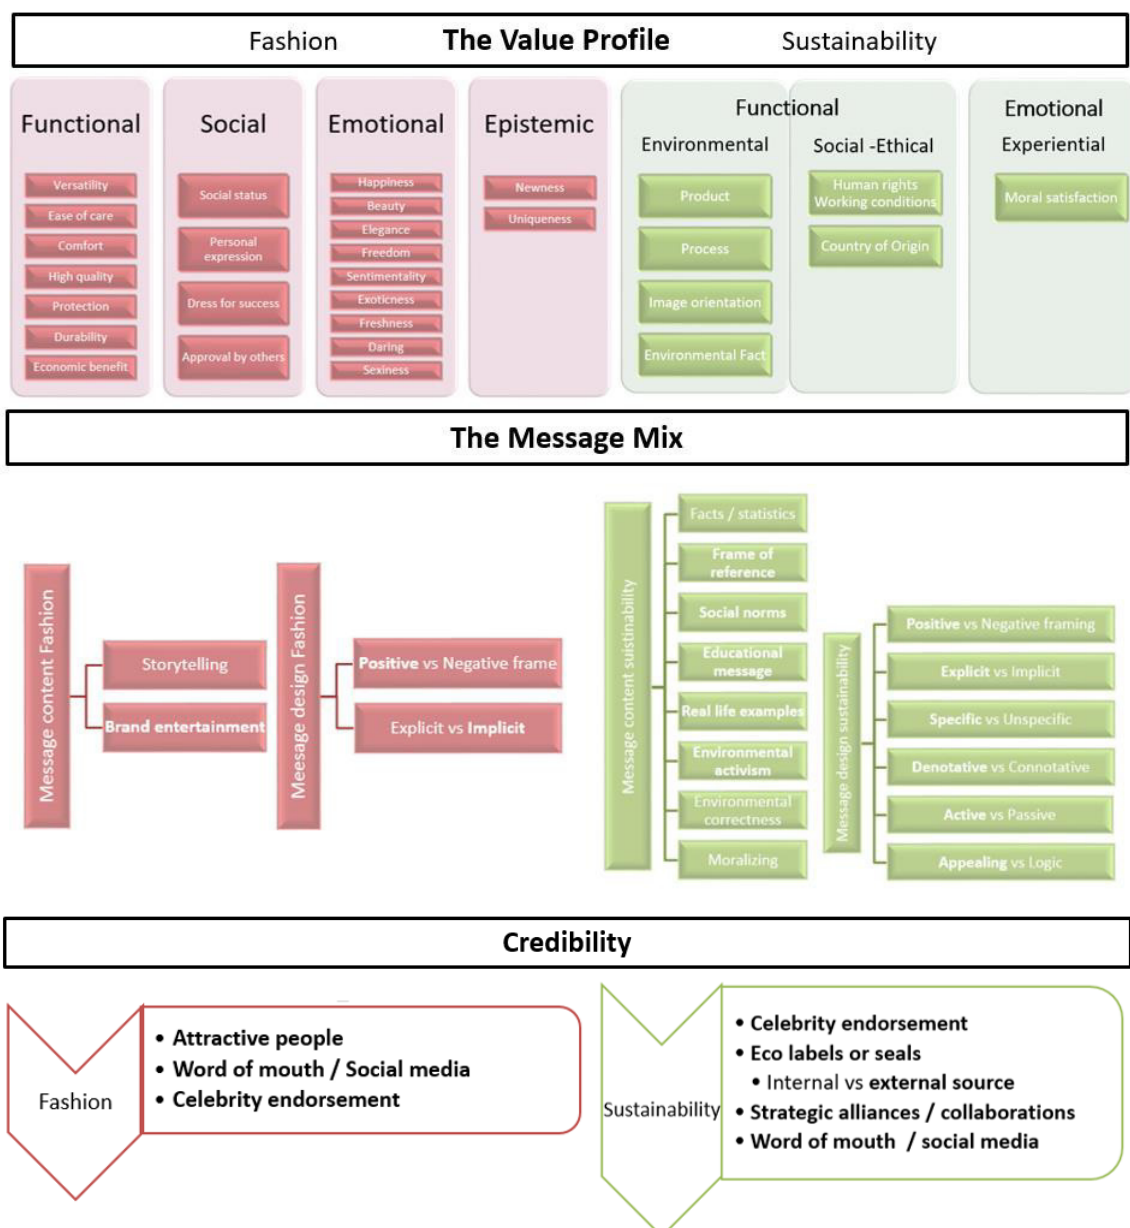 Fashion The Value Profile Sustainability
Functional
Versatility
Ease of care
Comfort
High quality
Protection
Durability
Economic benefit
Social
Social status
Personal
expression
Dress for success
Approval by others
Emotional
Happiness
Beauty
Elegance
Freedom
Sentimentality
Exoticness
Freshness
Daring
Sexiness
Epistemic
Newness
Uniqueness
Functional
Environmental
Product
Process
Image orientation
Environmental Fact
Social -Ethical
Human rights
Working conditions
Country of Origin
Emotional
Experiential
Moral satisfaction
The Message Mix
Message content Fashion
Storytelling
Brand entertainment
Meesage design Fashion
Positive vs Negative frame
Explicit vs Implicit
Message content suistinability
Facts / statistics
Frame of
reference
Social norms
Educational
message
Real life examples
Environmental
activism
Environmental
correctness
Moralizing
Message design sustainability
Positive vs Negative framing
Explicit vs Implicit
Specific vs Unspecific
Denotative vs Connotative
Active vs Passive
Appealing vs Logic
Credibility
Fashion
• Attractive people
• Word of mouth / Social media
• Celebrity endorsement
Sustainability
• Celebrity endorsement
• Eco labels or seals
• Internal vs external source
• Strategic alliances / collaborations
• Word of mouth / social media